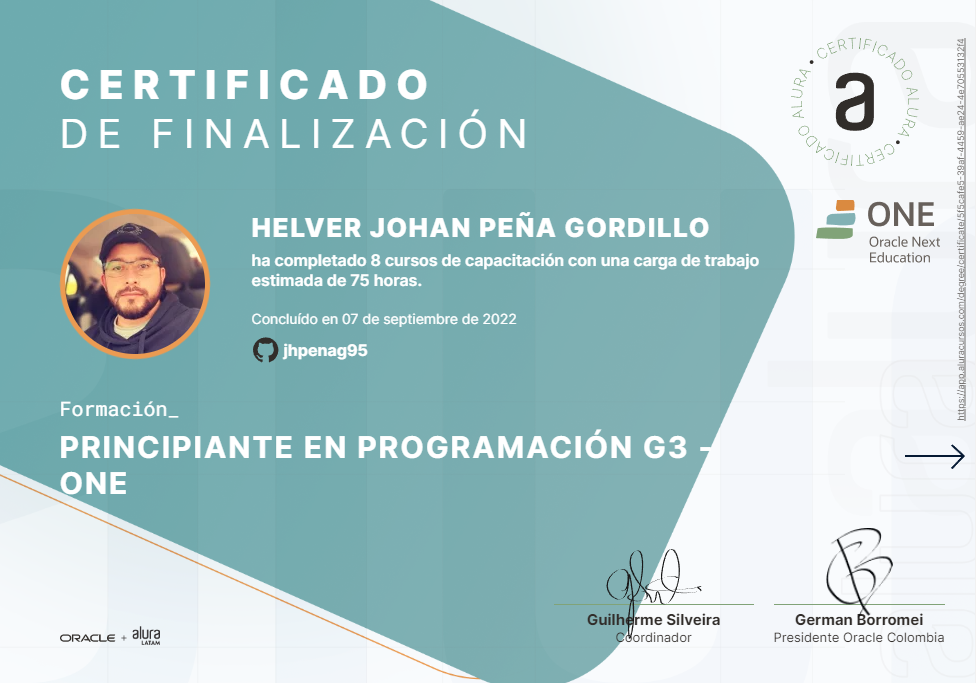 CERTIFICADO
DE FINALIZACIÓN
CERTIFICADO ALURA • CERTIFICADO ALURA •
a
ONE
Oracle Next
Education
HELVER JOHAN PEÑA GORDILLO
ha completado 8 cursos de capacitación con una carga de trabajo
estimada de 75 horas.
Concluído en 07 de septiembre de 2022
jhpenag95
Formación_
PRINCIPIANTE EN PROGRAMACIÓN G3 -
ONE
https://app.aluracursos.com/degree/certificate/5f5cafe5-39af-4459-ae24-4e70553132f4
Guilherme Silveira
Coordinador
German Borromei
Presidente Oracle Colombia
ORACLE + alura
LATAM
alura